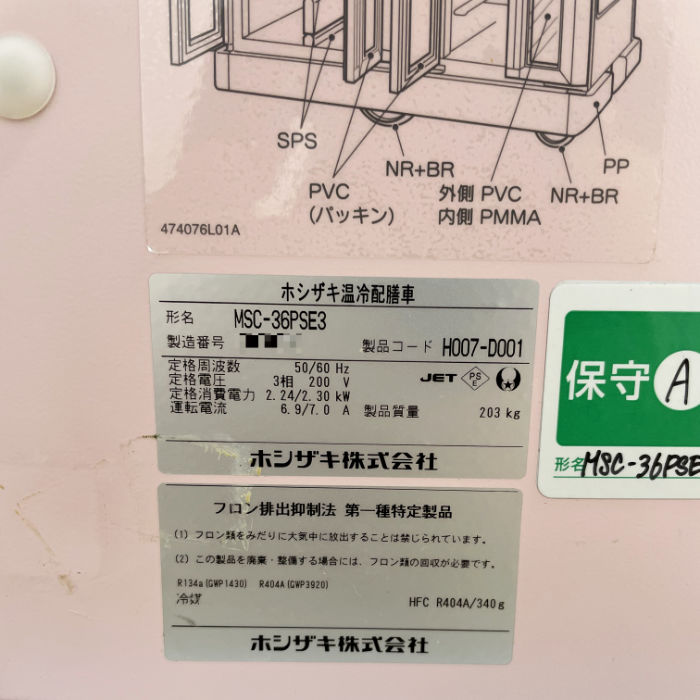 SPS
NR+BR
PVC
(パッキン)
外側 PVC
内側 PMMA
NR+BR
PP
474076L01A
ホシザキ温冷配膳車
形名 MSC-36PSE3
製造番号
製品コード H007-D001
定格周波数 50/60 Hz
定格電圧 3相 200 V
定格消費電力 2.24/2.30 kW
運転電流 6.9/7.0 A 製品質量 203 kg
JET PS E
ホシザキ株式会社
保守 A
形名 MSC-36PSE
フロン排出抑制法 第一種特定製品
(1) フロン類をみだりに大気中に放出することは禁じられています。
(2) この製品を廃棄・整備する場合には、フロン類の回収が必要です。
R134a(GWP1430) R404A(GWP3920)
冷媒 HFC R404A/340g
ホシザキ株式会社